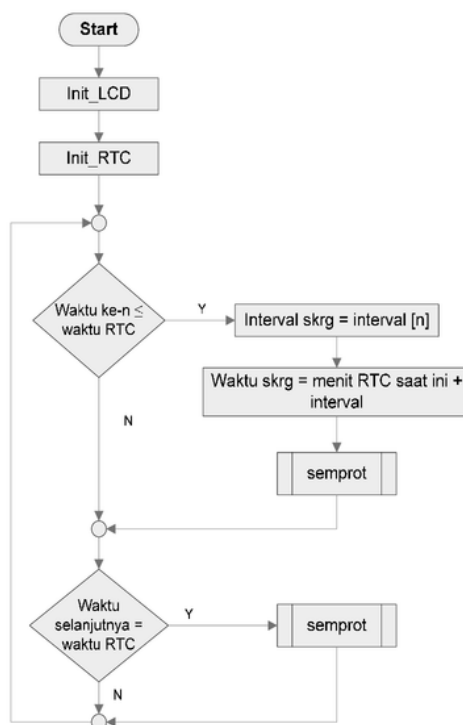 Start
Init_LCD
Init_RTC
Waktu ke-n ≤
waktu RTC
Y
Interval skrg = interval [n]
Waktu skrg = menit RTC saat ini +
interval
N
semprot
Waktu
selanjutnya =
waktu RTC
Y
semprot
N